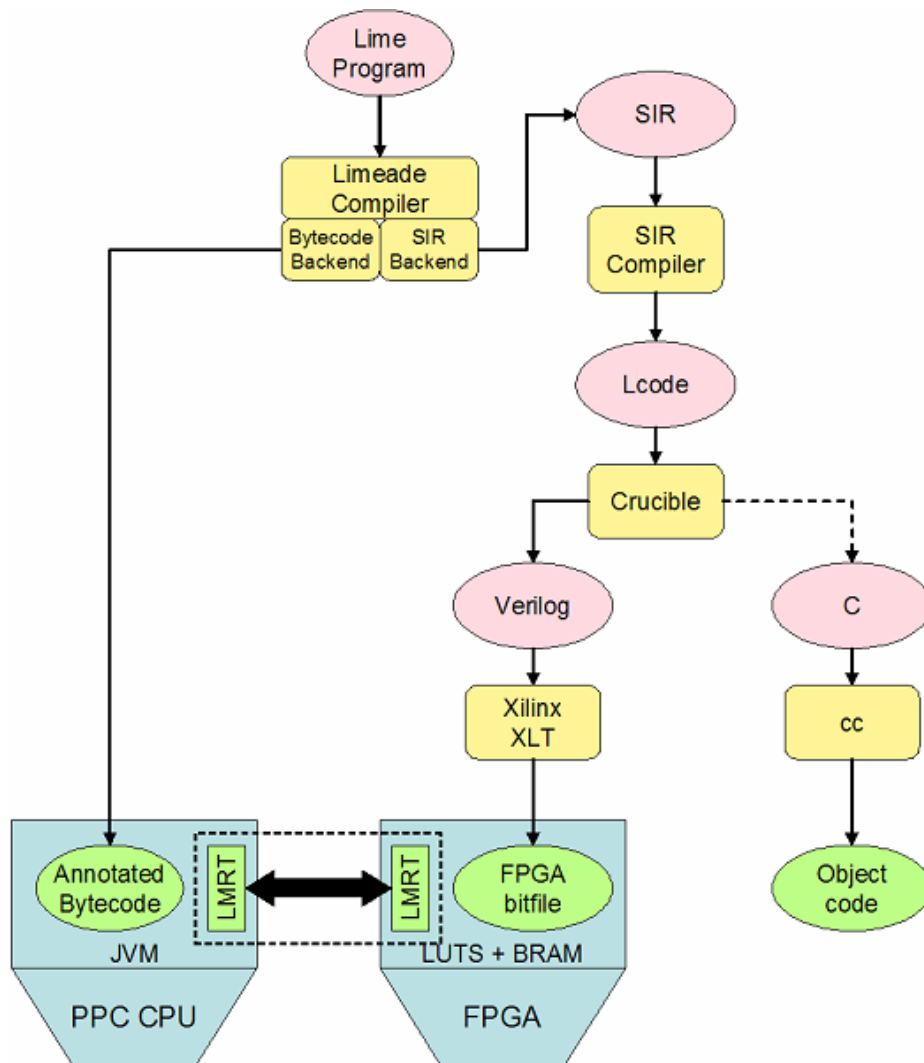 Lime
Program
SIR
Limeade
Compiler
Bytecode
Backend
SIR
Backend
SIR
Compiler
Lcode
Crucible
Verilog
C
Xilinx
XLT
cc
Annotated
Bytecode
LMRT
LMRT
FPGA
bitfile
Object
code
JVM
LUTS + BRAM
PPC CPU
FPGA